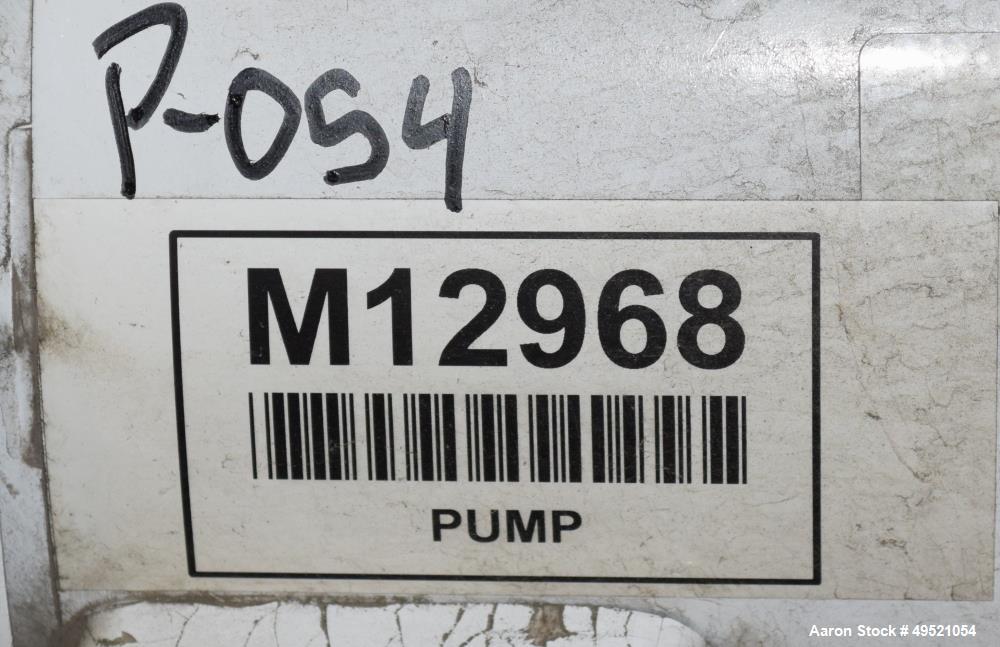 P-054
M12968
PUMP
Aaron Stock # 49521054